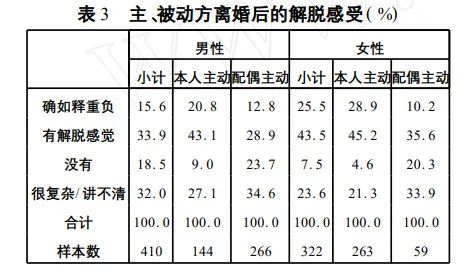 表 3 主、被动方离婚后的解脱感受( %)
男性 女性
小计 本人主动 配偶主动 小计 本人主动 配偶主动
确如释重负 15.6 20.8 12.8 25.5 28.9 10.2
有解脱感觉 33.9 43.1 28.9 43.5 45.2 35.6
没有 18.5 9.0 23.7 7.5 4.6 20.3
很复杂/讲不清 32.0 27.1 34.6 23.6 21.3 33.9
合计 100.0 100.0 100.0 100.0 100.0 100.0
样本数 410 144 266 322 263 59